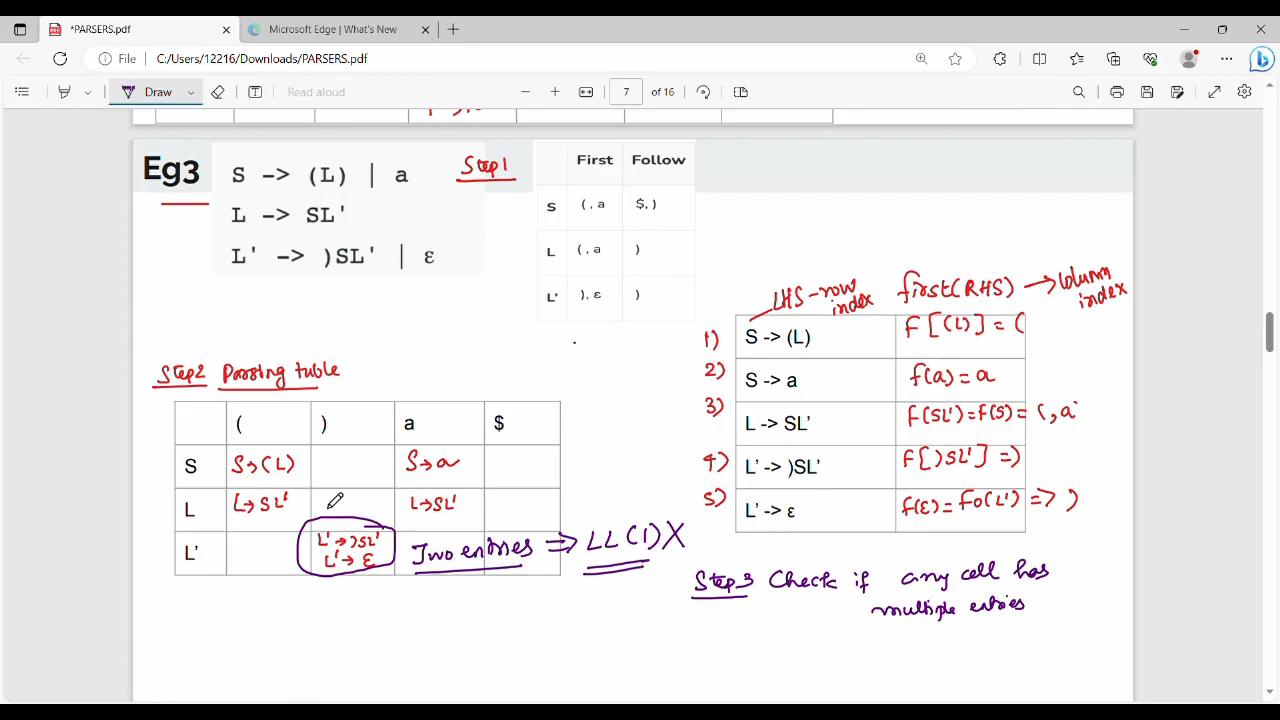 *PARSERS.pdf
Microsoft Edge | What's New
File C:/Users/12216/Downloads/PARSERS.pdf
Draw Read aloud 7 of 16
Eg3
S -> (L) | a
L -> SL'
L' -> )SL' | ε
Step1
First Follow
S ( , a $, )
L ( , a )
L' ), ε )
LHS-row index
first(RHS) → column index
1) S -> (L) F[(L)] = (
2) S -> a f(a) = a
3) L -> SL' F(SL') = F(S) = (, a
4) L' -> )SL' F[)SL'] => )
5) L' -> ε f(ε) = Fo(L') => )
Step2 Parsing table
( ) a $
S S→(L) S→a
L L→SL' L→SL'
L' L'→)SL'
L'→ε
Two entries ⇒ LL(1) X
Step3 Check if any cell has
multiple entries